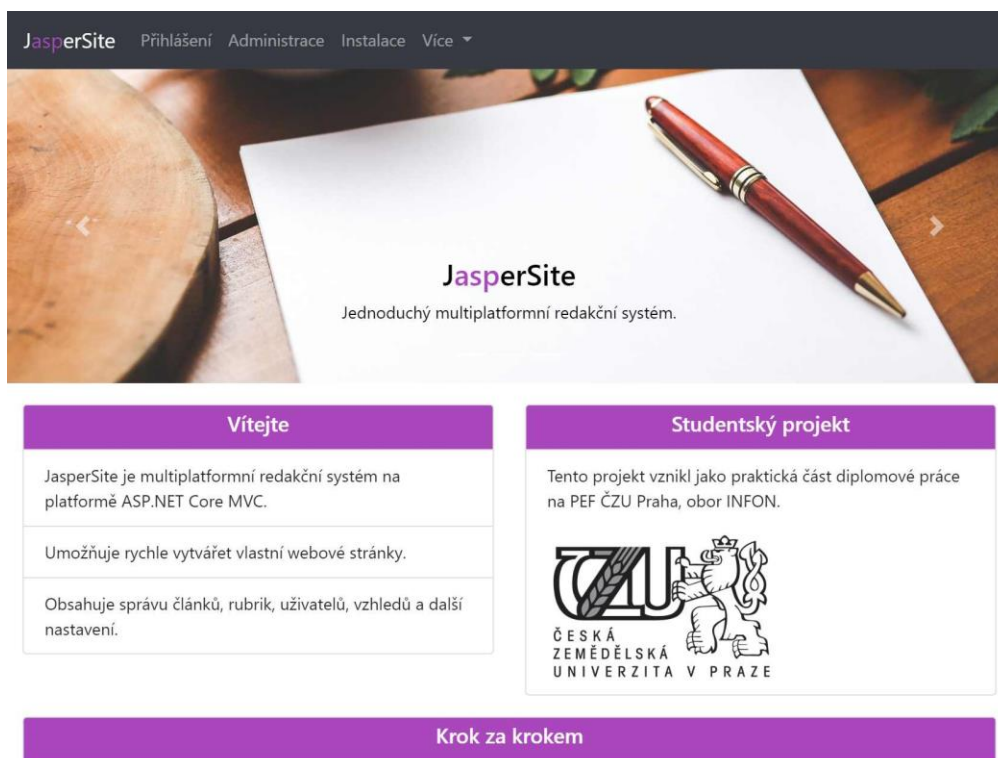 JasperSite Přihlášení Administrace Instalace Více
JasperSite
Jednoduchý multiplatformní redakční systém.
Vítejte
JasperSite je multiplatformní redakční systém na
platformě ASP.NET Core MVC.
Umožňuje rychle vytvářet vlastní webové stránky.
Obsahuje správu článků, rubrik, uživatelů, vzhledů a další
nastavení.
Studentský projekt
Tento projekt vznikl jako praktická část diplomové práce
na PEF ČZU Praha, obor INFON.
ČZU
ČESKÁ
ZEMĚDĚLSKÁ
UNIVERZITA V PRAZE
Krok za krokem